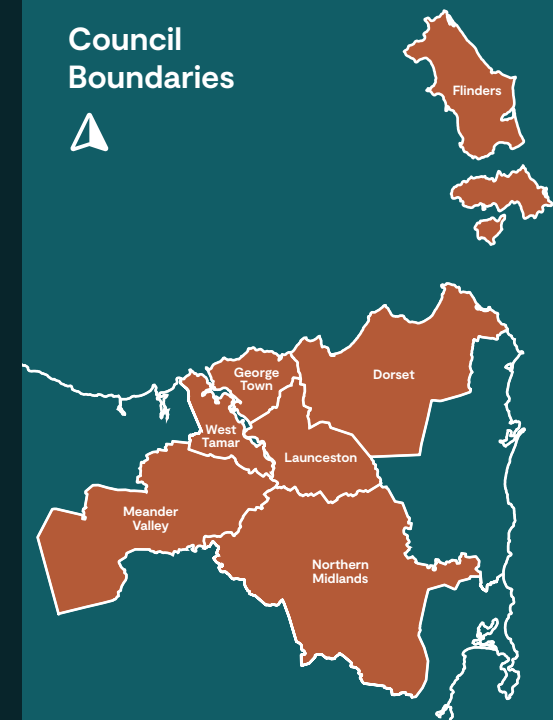 Council
Boundaries
Flinders
George
Town
Dorset
West
Tamar
Launceston
Meander
Valley
Northern
Midlands